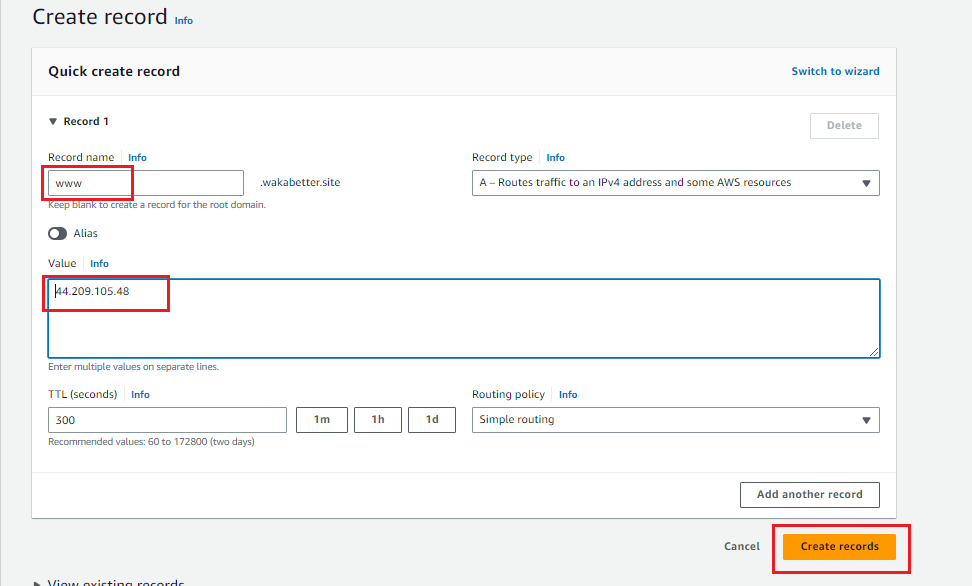 Create record Info
Quick create record
Switch to wizard
▼ Record 1
Delete
Record name Info
www
.wakabetter.site
Keep blank to create a record for the root domain.
Record type Info
A – Routes traffic to an IPv4 address and some AWS resources
Alias
Value Info
44.209.105.48
Enter multiple values on separate lines.
TTL (seconds) Info
300
1m
1h
1d
Recommended values: 60 to 172800 (two days)
Routing policy Info
Simple routing
Add another record
Cancel
Create records
View existing records